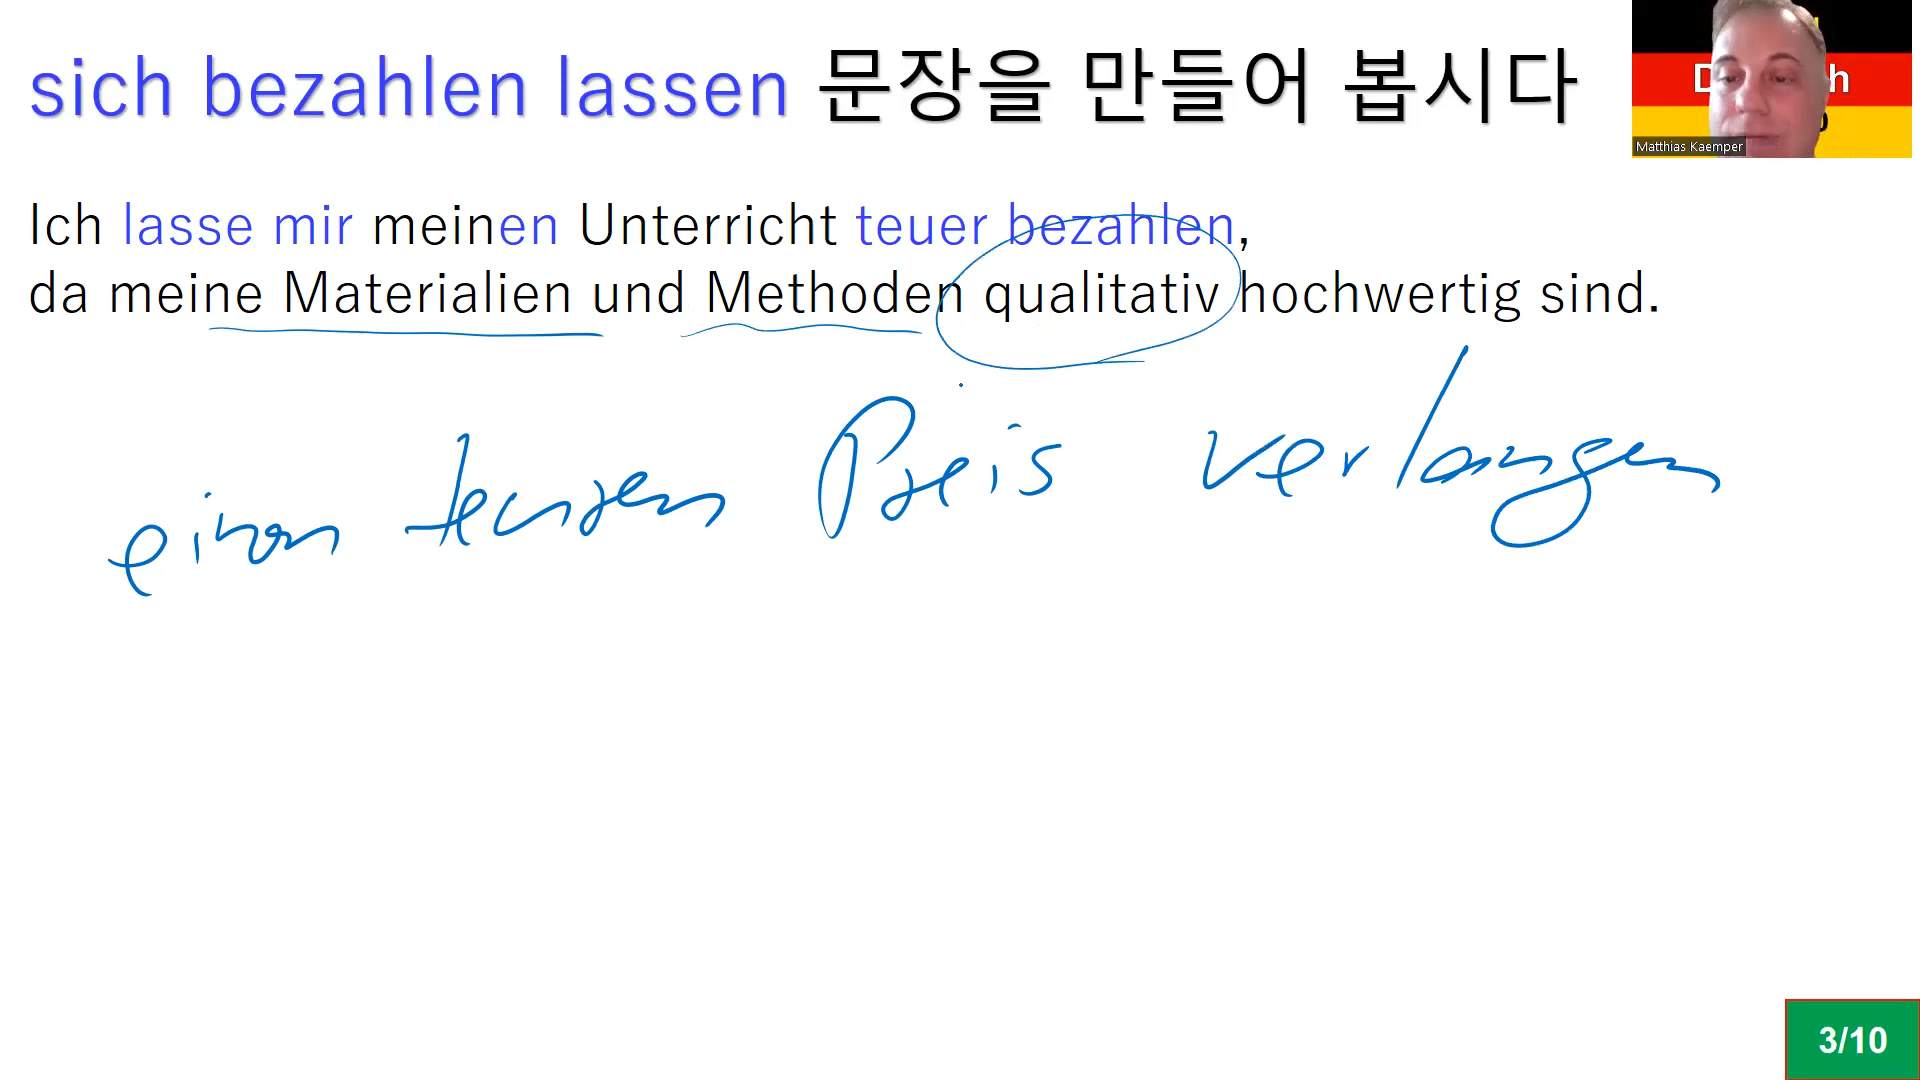 sich bezahlen lassen 문장을 만들어 봅시다
Matthias Kaemper
Ich lasse mir meinen Unterricht teuer bezahlen,
da meine Materialien und Methoden qualitativ hochwertig sind.
einen teuren Preis verlangen
3/10